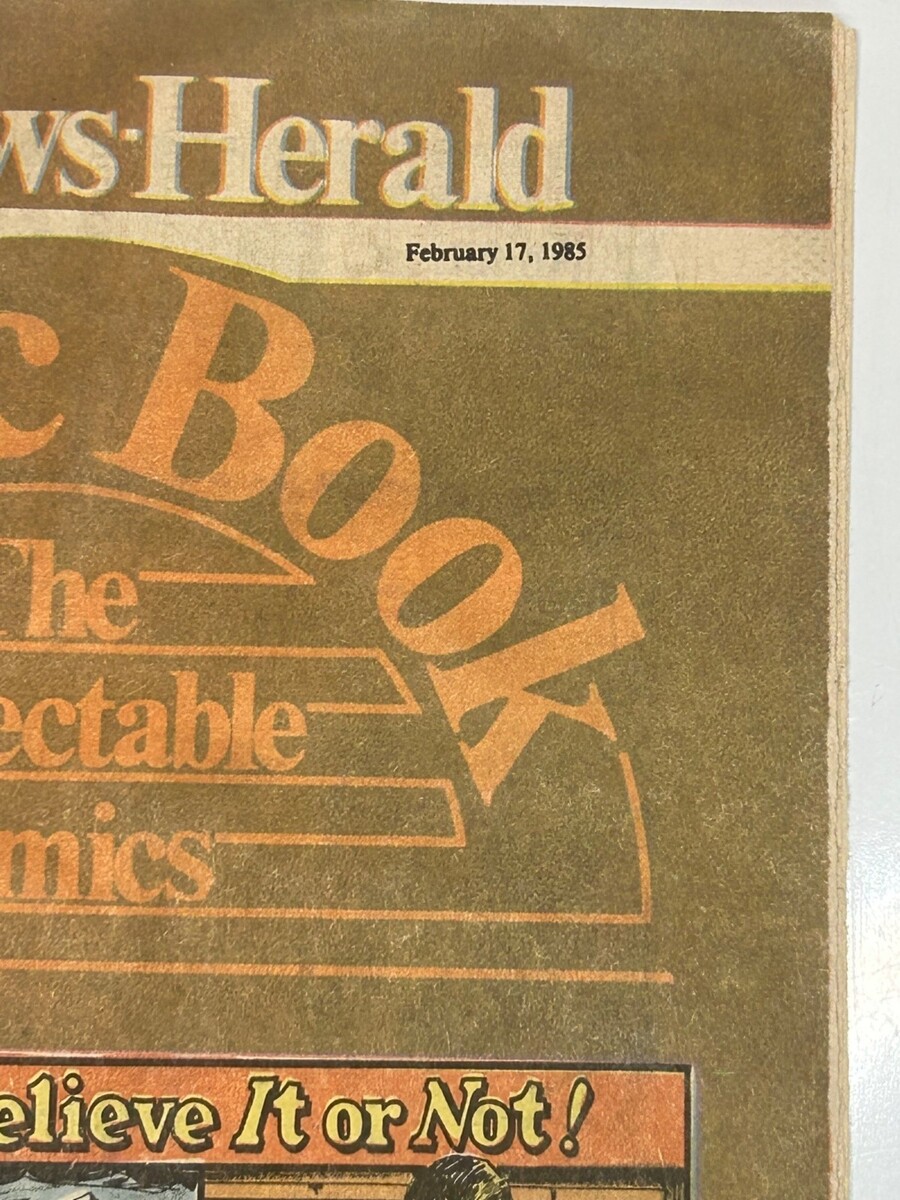 ws-Herald
February 17, 1985
c Book
The
ectable
mics
elieve It or Not!